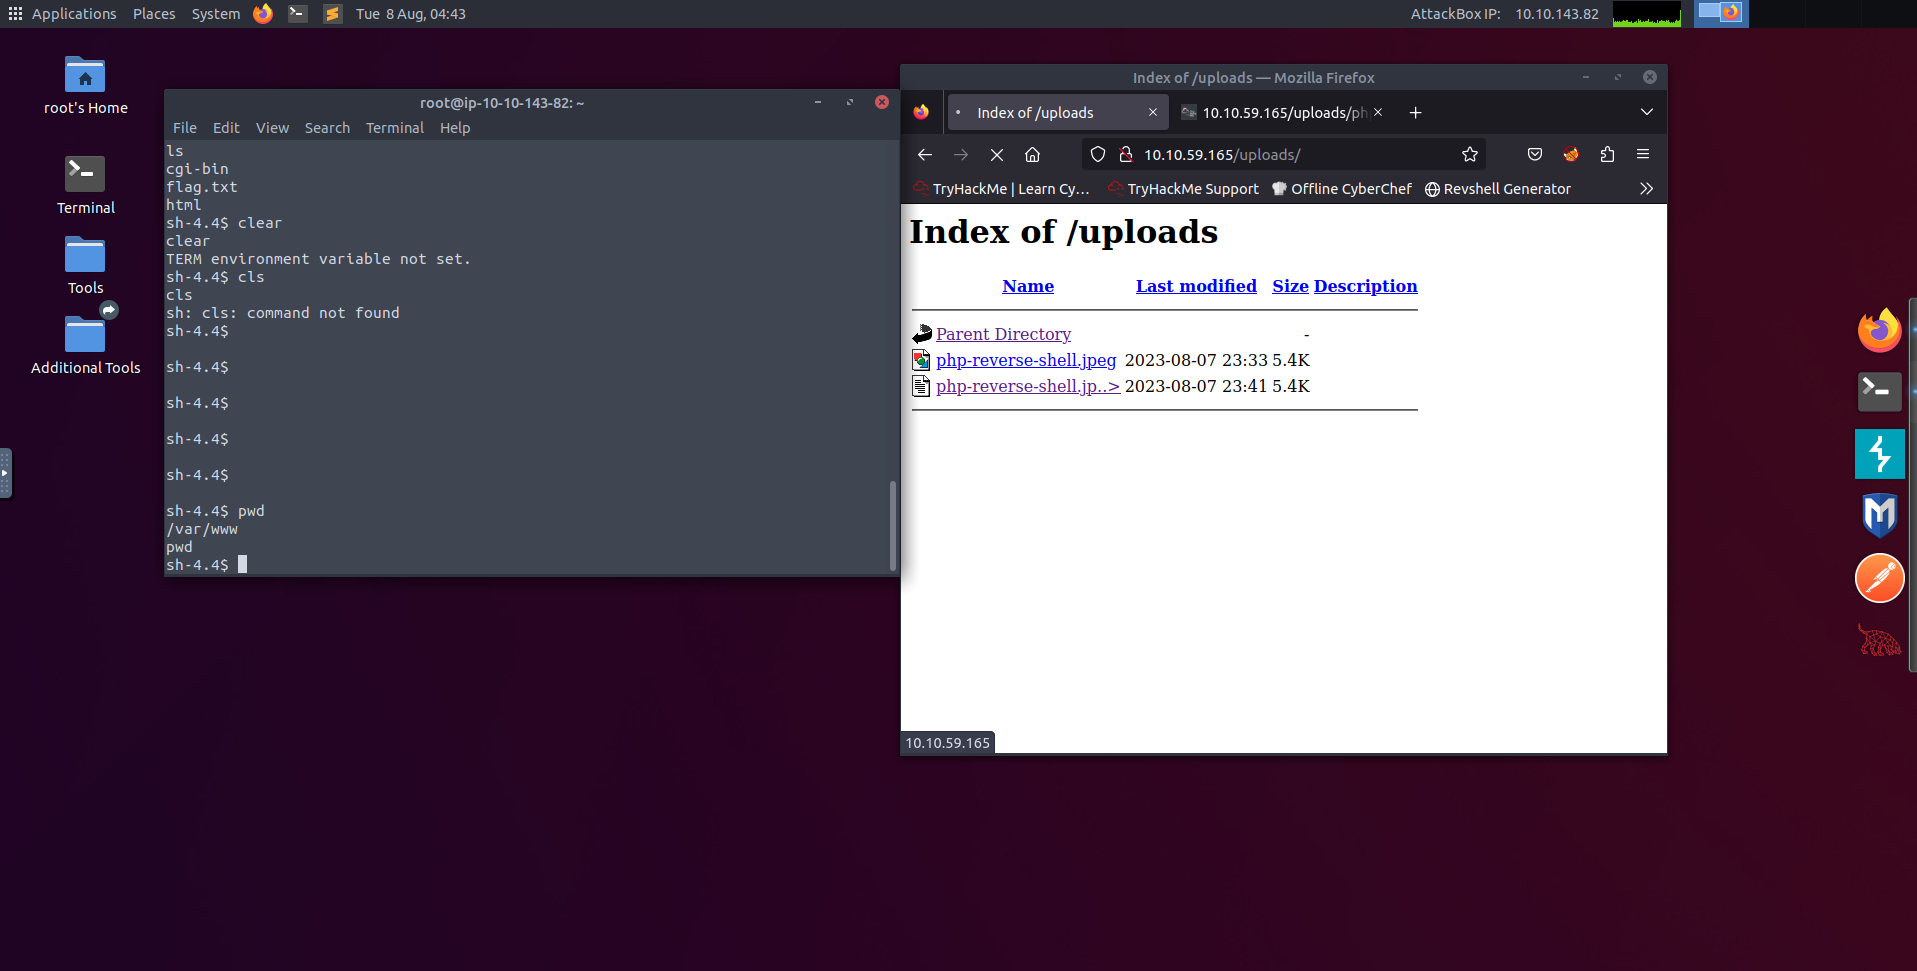 Applications Places System Tue 8 Aug, 04:43 AttackBox IP: 10.10.143.82
root's Home
Terminal
Tools
Additional Tools
root@ip-10-10-143-82: ~
File Edit View Search Terminal Help
ls
cgi-bin
flag.txt
html
sh-4.4$ clear
clear
TERM environment variable not set.
sh-4.4$ cls
cls
sh: cls: command not found
sh-4.4$
sh-4.4$
sh-4.4$
sh-4.4$
sh-4.4$
sh-4.4$ pwd
/var/www
pwd
sh-4.4$
Index of /uploads — Mozilla Firefox
Index of /uploads 10.10.59.165/uploads/ph
10.10.59.165/uploads/
TryHackMe | Learn Cy... TryHackMe Support Offline CyberChef Revshell Generator
Index of /uploads
Name Last modified Size Description
Parent Directory -
php-reverse-shell.jpeg 2023-08-07 23:33 5.4K
php-reverse-shell.jp..> 2023-08-07 23:41 5.4K
10.10.59.165